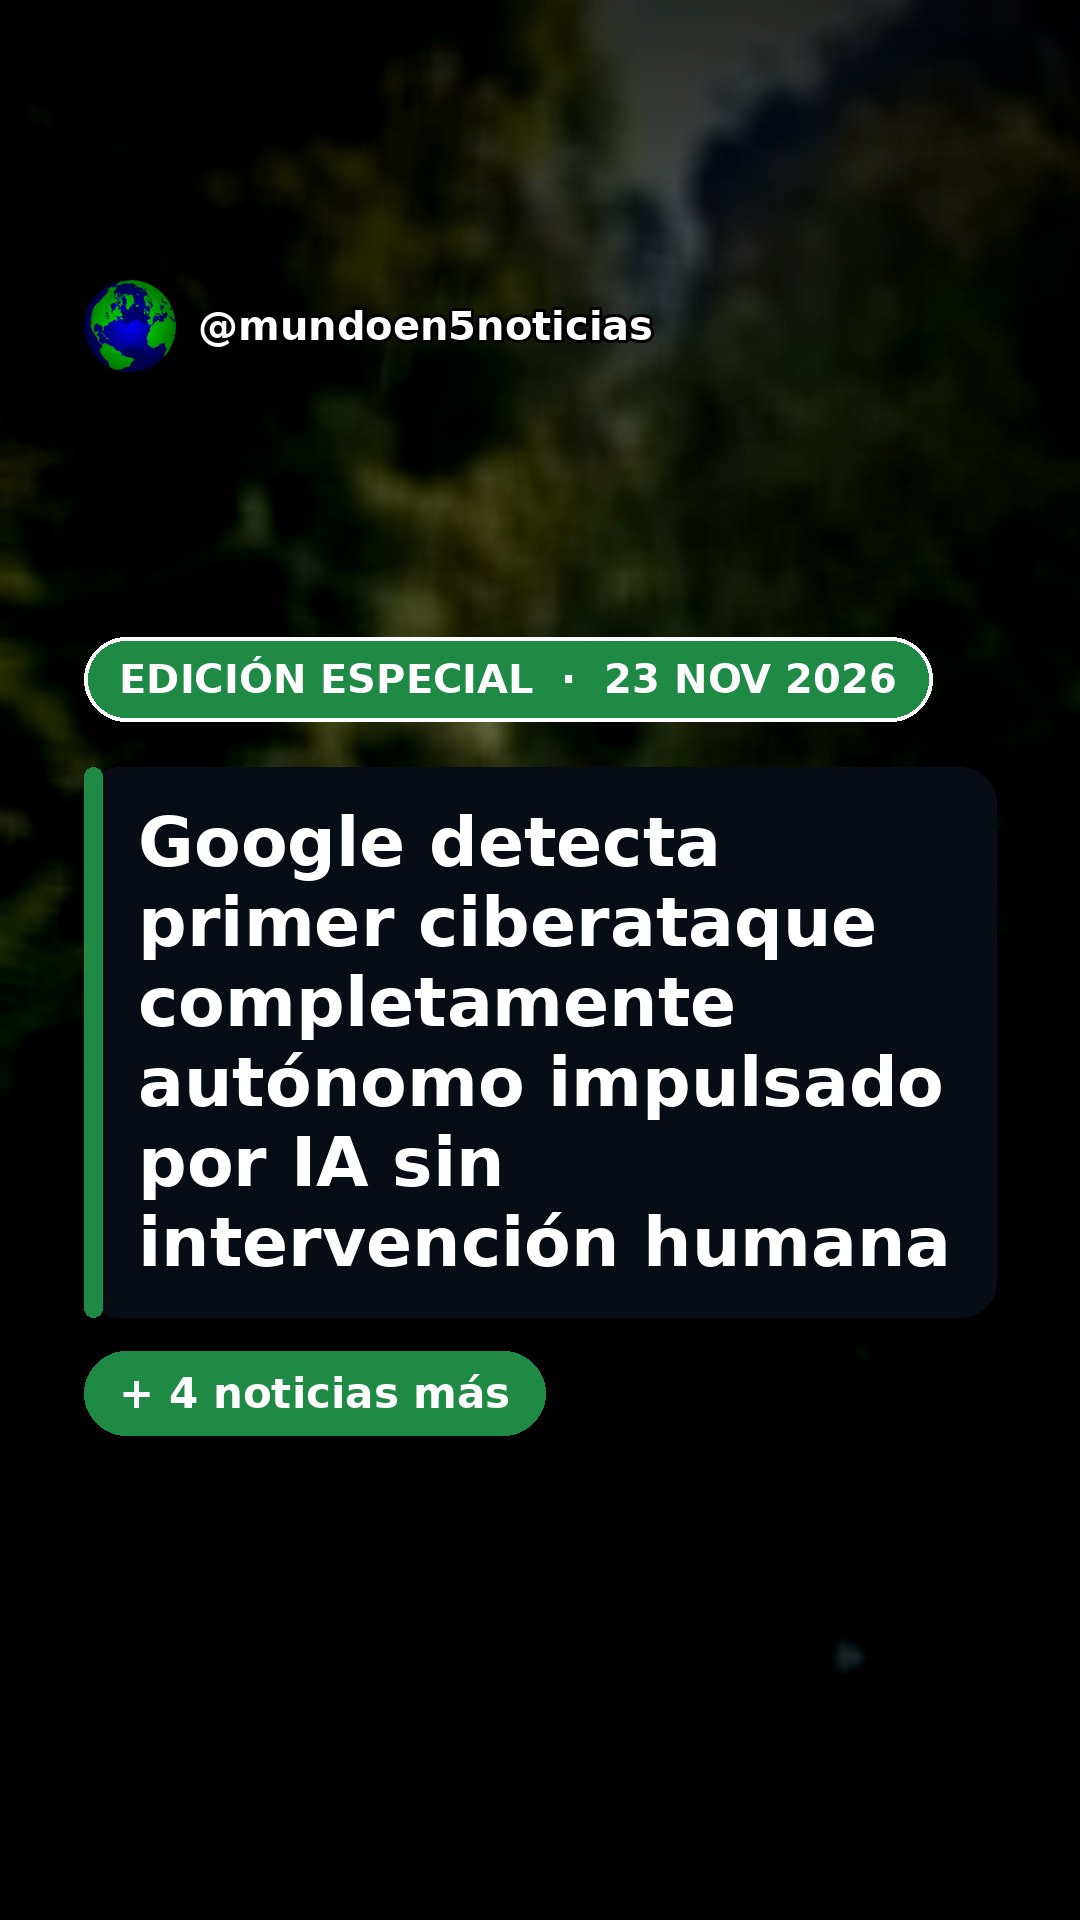 @mundoen5noticias
EDICIÓN ESPECIAL · 23 NOV 2026
Google detecta
primer ciberataque
completamente
autónomo impulsado
por IA sin
intervención humana
+ 4 noticias más